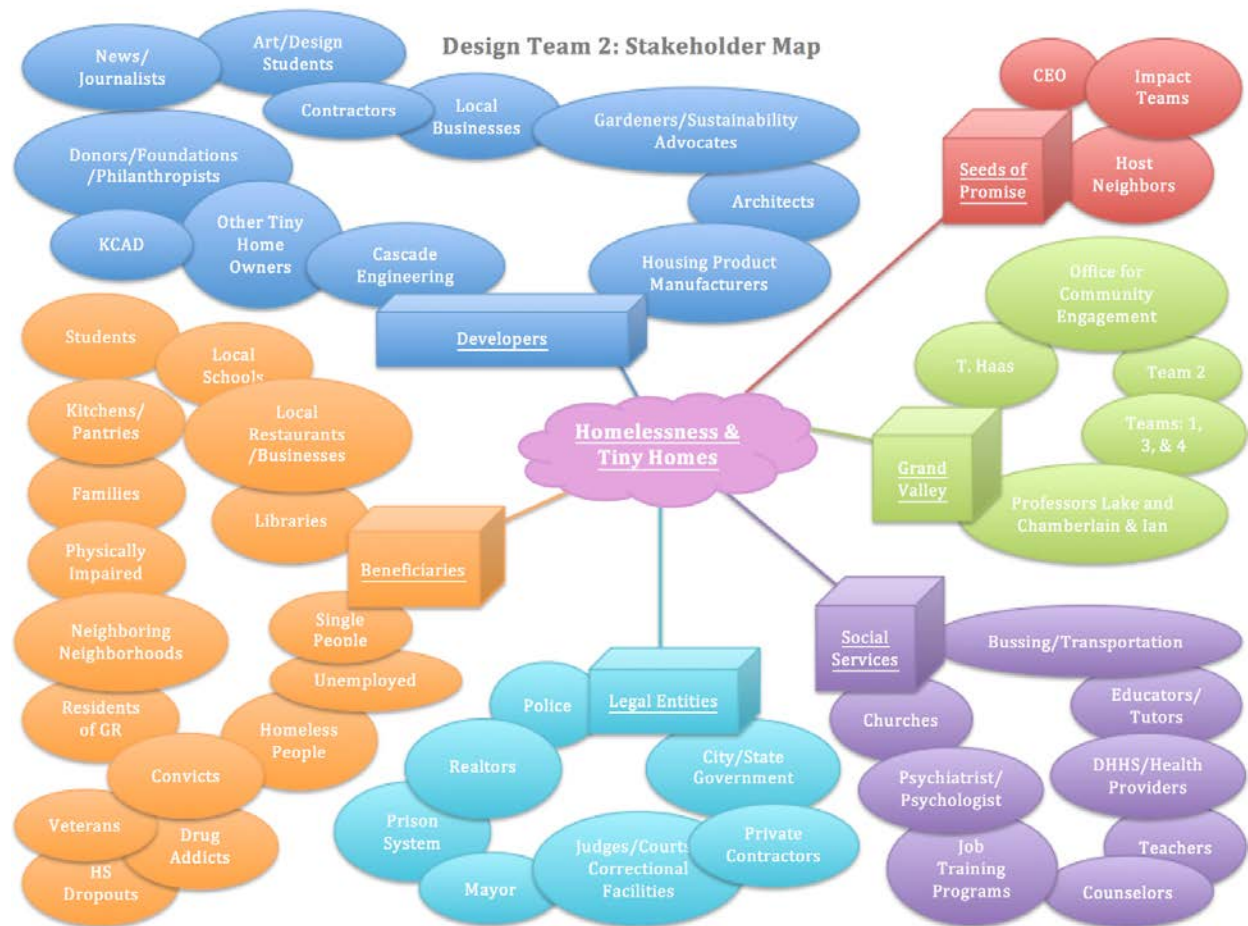 Design Team 2: Stakeholder Map
News/
Journalists
Art/Design
Students
Contractors
Local
Businesses
Gardeners/Sustainability
Advocates
Donors/Foundations
/Philanthropists
Architects
KCAD
Other Tiny
Home
Owners
Cascade
Engineering
Housing Product
Manufacturers
Developers
CEO
Impact
Teams
Seeds of
Promise
Host
Neighbors
Office for
Community
Engagement
T. Haas
Team 2
Teams: 1,
3, & 4
Grand
Valley
Professors Lake and
Chamberlain & Ian
Homelessness &
Tiny Homes
Students
Local
Schools
Kitchens/
Pantries
Local
Restaurants
/Businesses
Families
Libraries
Physically
Impaired
Beneficiaries
Neighboring
Neighborhoods
Single
People
Unemployed
Residents
of GR
Homeless
People
Convicts
Veterans
Drug
Addicts
HS
Dropouts
Legal Entities
Police
Realtors
City/State
Government
Prison
System
Judges/Courts
Correctional
Facilities
Private
Contractors
Mayor
Social
Services
Bussing/Transportation
Churches
Educators/
Tutors
Psychiatrist/
Psychologist
DHHS/Health
Providers
Job
Training
Programs
Teachers
Counselors